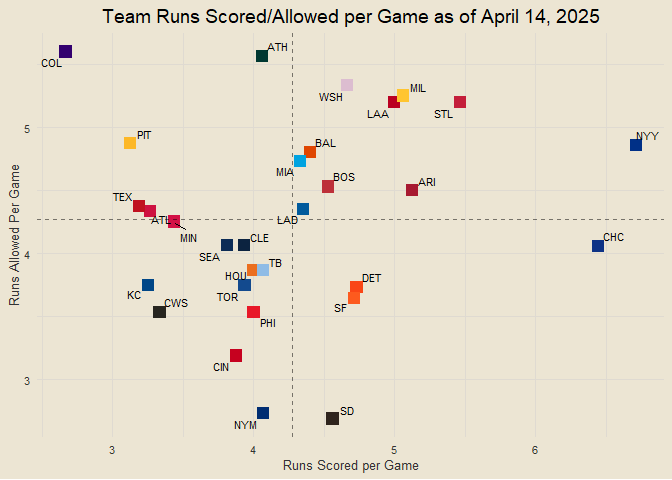 Team Runs Scored/Allowed per Game as of April 14, 2025
COL
ATH
WSH
MIL
LAA
STL
5
PIT
NYY
BAL
MIA
BOS
ARI
TEX
ATL
LAD
MIN
CLE
CHC
4
SEA
TB
HOU
DET
KC
TOR
CWS
SF
PHI
CIN
3
NYM
SD
3
4
5
6
Runs Scored per Game
Runs Allowed Per Game